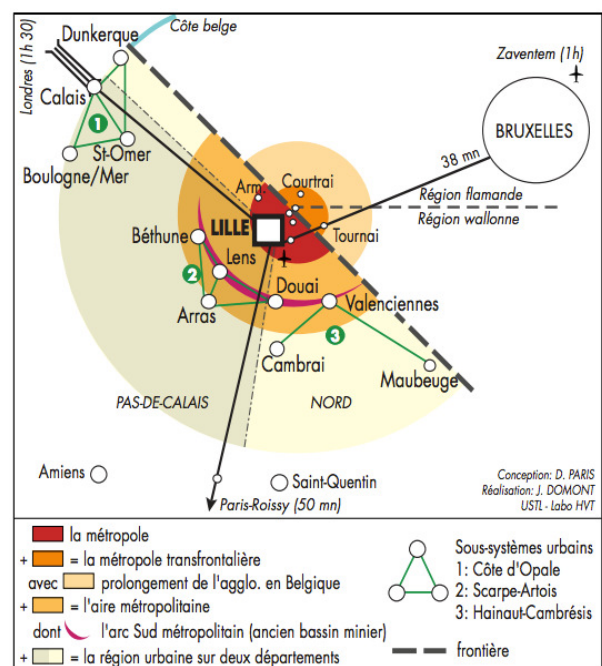 Dunkerque
Côte belge
Londres (1h 30)
Zaventem (1h)
Calais
1
BRUXELLES
St-Omer
38 mn
Boulogne/Mer
Arm.
Courtrai
Région flamande
Région wallonne
LILLE
Tournai
Béthune
Lens
2
Douai
Valenciennes
Arras
3
Cambrai
Maubeuge
PAS-DE-CALAIS
NORD
Amiens
Saint-Quentin
Paris-Roissy (50 mn)
Conception: D. PARIS
Réalisation: J. DOMONT
USTL - Labo HVT
la métropole
+ = la métropole transfrontalière
avec prolongement de l'agglo. en Belgique
+ = l'aire métropolitaine
dont l'arc Sud métropolitain (ancien bassin minier)
+ = la région urbaine sur deux départements
Sous-systèmes urbains
1: Côte d'Opale
2: Scarpe-Artois
3: Hainaut-Cambrésis
frontière